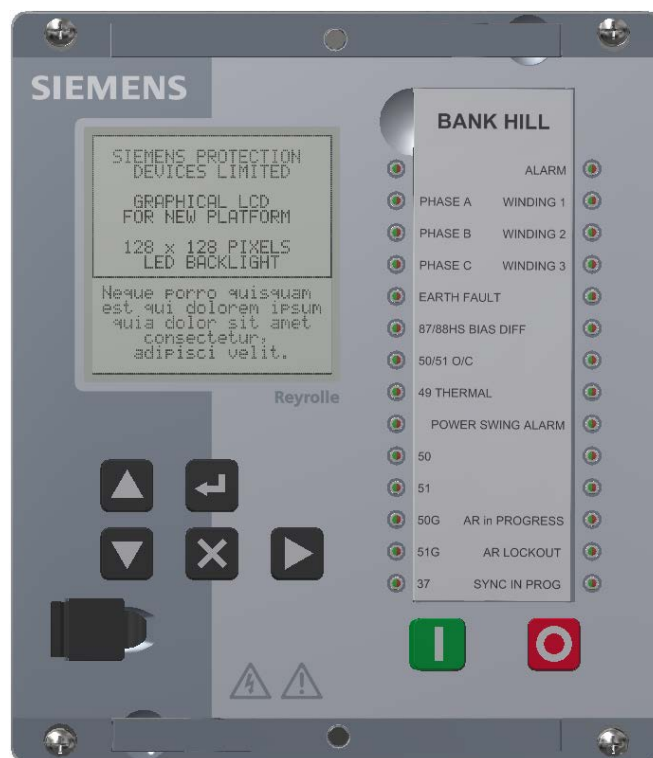 SIEMENS
SIEMENS PROTECTION
DEVICES LIMITED
GRAPHICAL LCD
FOR NEW PLATFORM
128 x 128 PIXELS
LED BACKLIGHT
Neque porro quisquam
est qui dolorem ipsum
quia dolor sit amet
consectetur,
adipisci velit.
Reyrolle
BANK HILL
ALARM
PHASE A WINDING 1
PHASE B WINDING 2
PHASE C WINDING 3
EARTH FAULT
87/88HS BIAS DIFF
50/51 O/C
49 THERMAL
POWER SWING ALARM
50
51
50G AR in PROGRESS
51G AR LOCKOUT
37 SYNC IN PROG